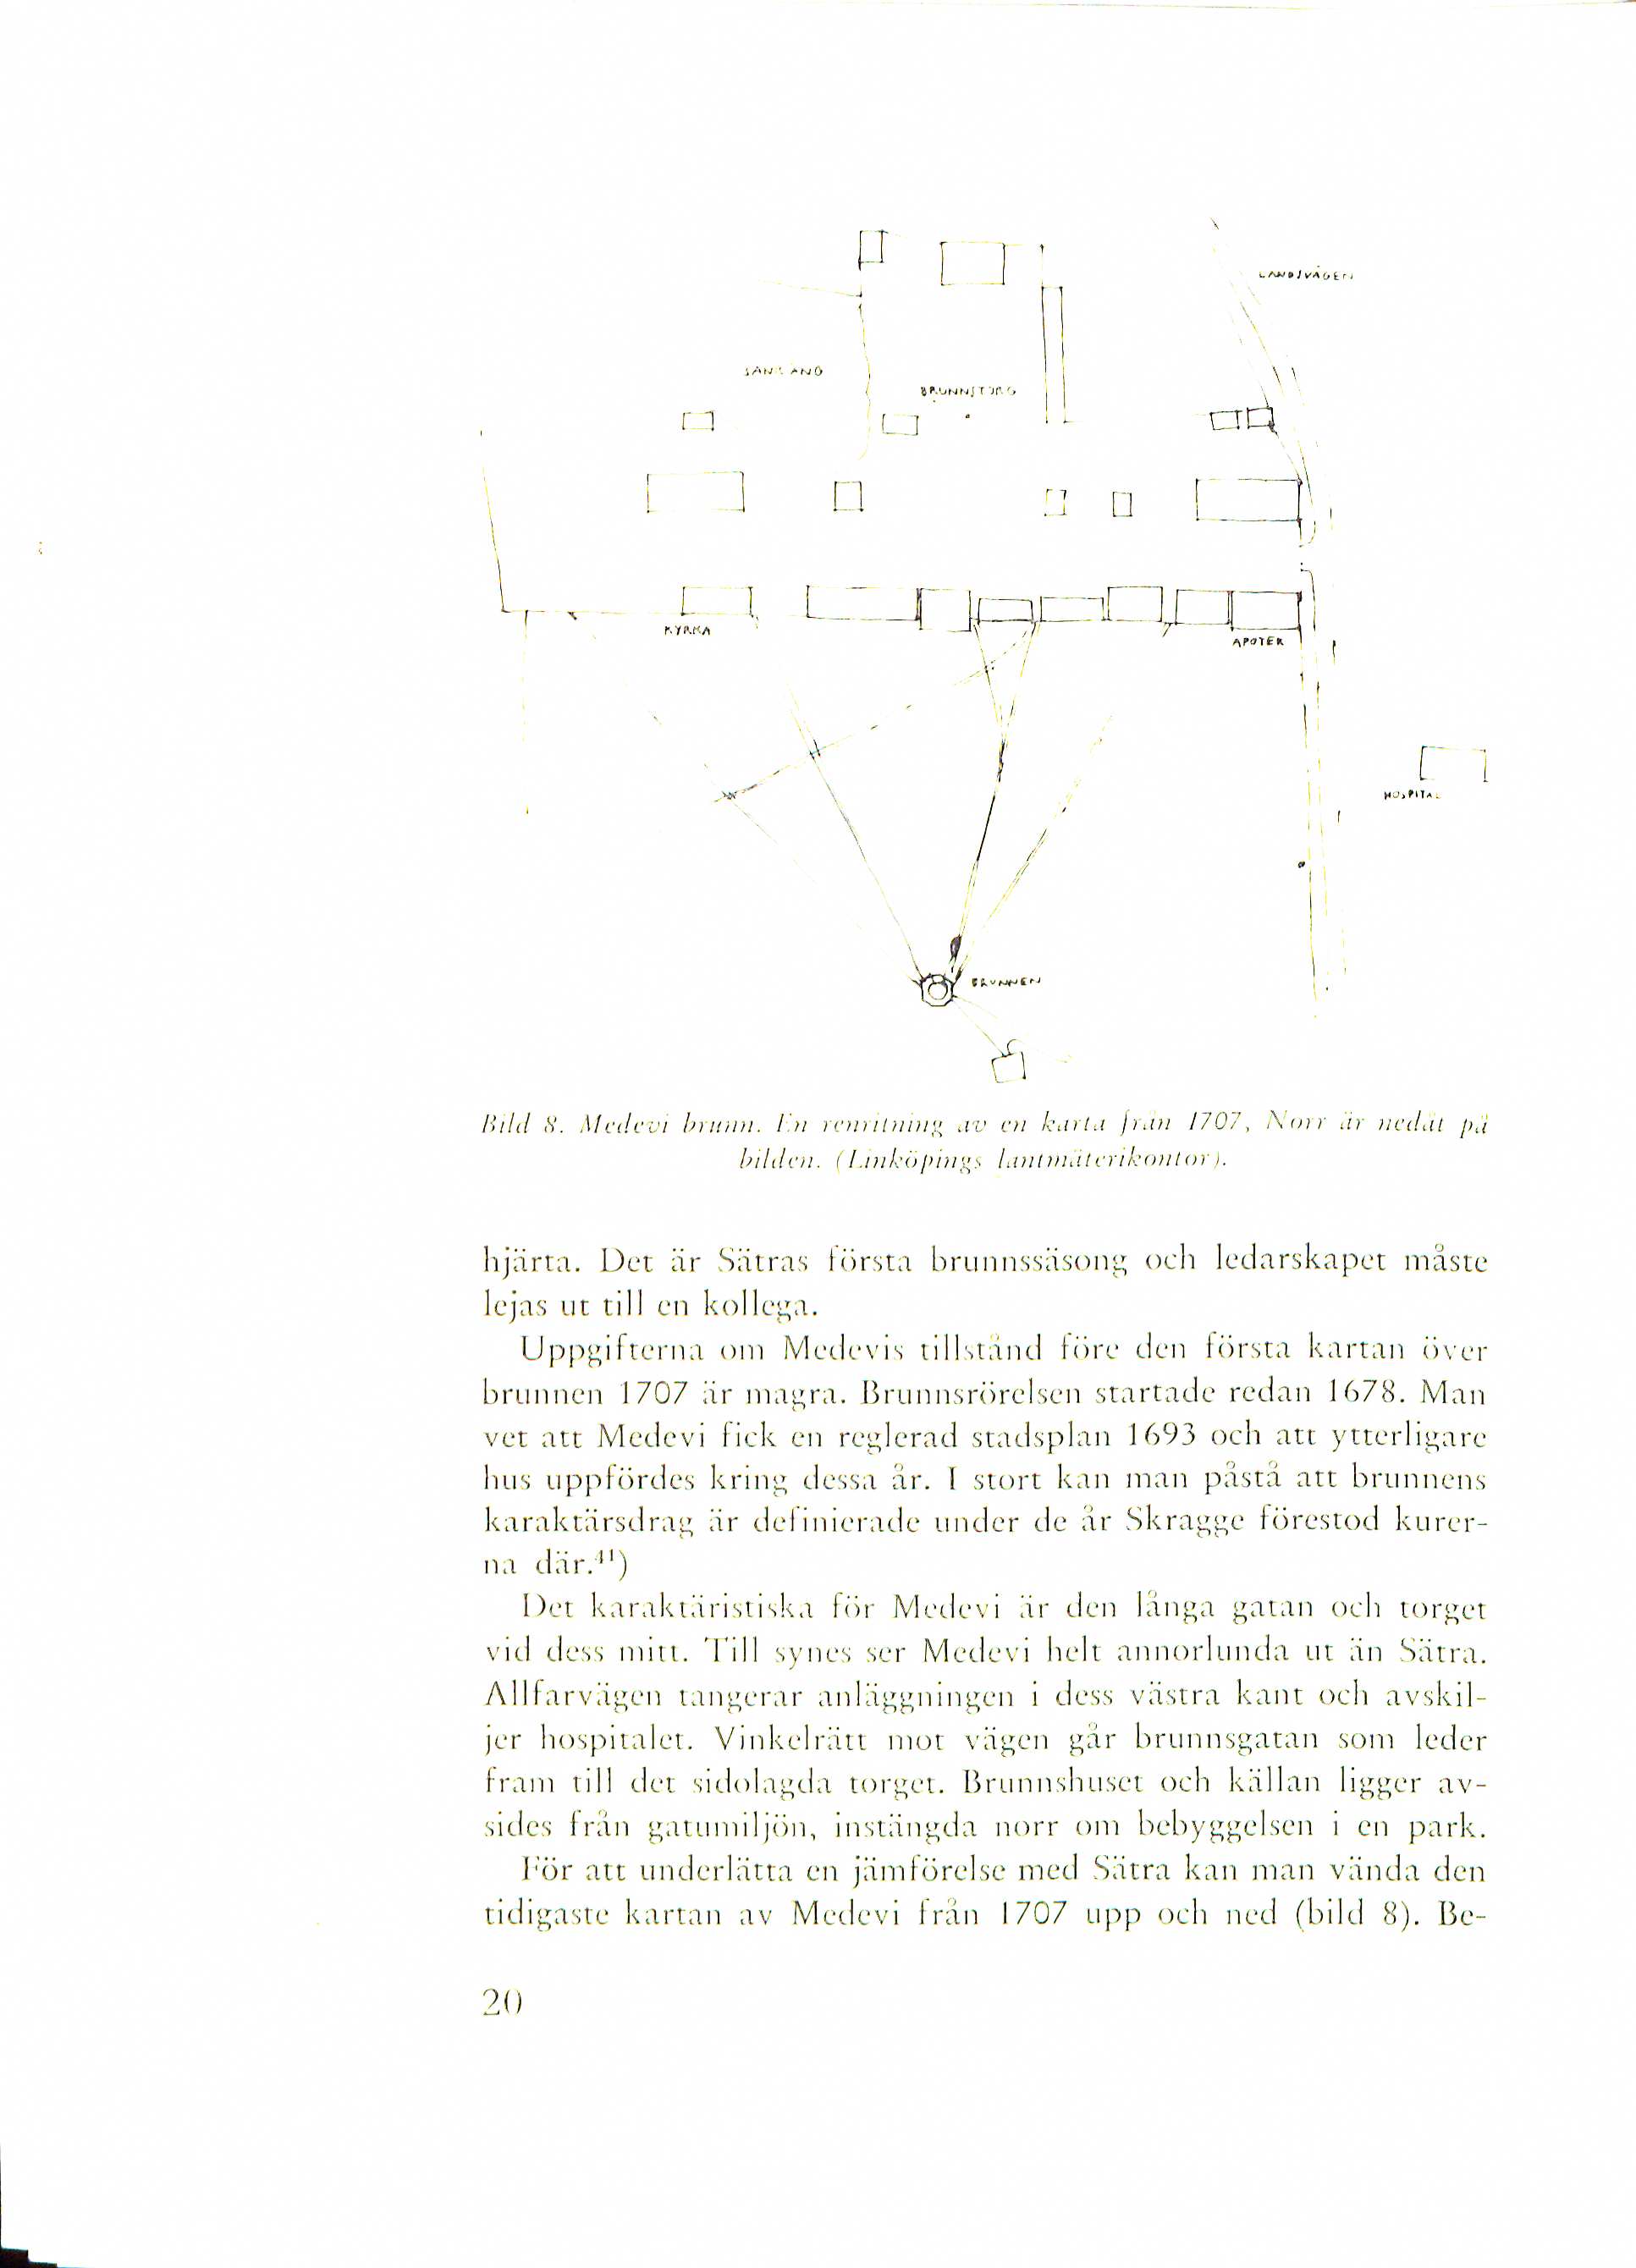 LANDSVÄGEN
BRUNNSTORG
KYRKA
APOTEK
HOSPITAL
BRUNNEN
Bild 8. Medevi brunn. En renritning av en karta från 1707, Norr är nedåt på
bilden. (Linköpings lantmäterikontor).
hjärta. Det är Sätras första brunnssäsong och ledarskapet måste
lejas ut till en kollega.
Uppgifterna om Medevis tillstånd före den första kartan över
brunnen 1707 är magra. Brunnsrörelsen startade redan 1678. Man
vet att Medevi fick en reglerad stadsplan 1693 och att ytterligare
hus uppfördes kring dessa år. I stort kan man påstå att brunnens
karaktärsdrag är definierade under de år Skragge förestod kurer-
na där.⁴¹)
Det karaktäristiska för Medevi är den långa gatan och torget
vid dess mitt. Till synes ser Medevi helt annorlunda ut än Sätra.
Allfarvägen tangerar anläggningen i dess västra kant och avskil-
jer hospitalet. Vinkelrätt mot vägen går brunnsgatan som leder
fram till det sidolagda torget. Brunnshuset och källan ligger av-
sides från gatumiljön, instängda norr om bebyggelsen i en park.
För att underlätta en jämförelse med Sätra kan man vända den
tidigaste kartan av Medevi från 1707 upp och ned (bild 8). Be-
20